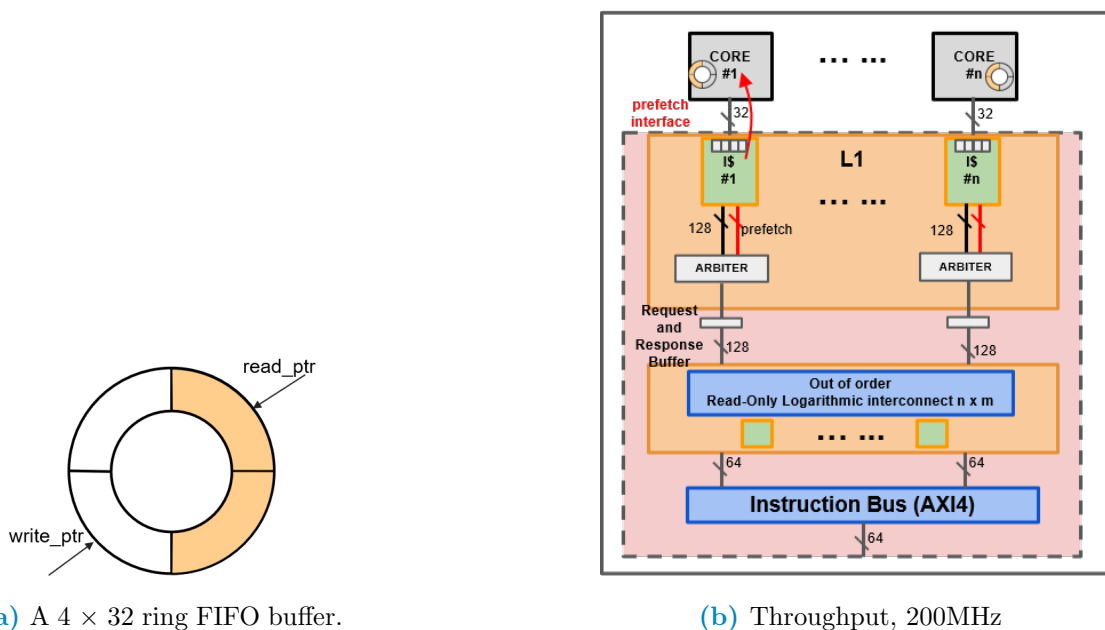 read_ptr
write_ptr
a) A 4 × 32 ring FIFO buffer.
CORE
#1
... ...
CORE
#n
prefetch
interface
32
32
I$
#1
L1
I$
#n
... ...
128
prefetch
128
ARBITER
ARBITER
Request
and
Response
Buffer
128
128
Out of order
Read-Only Logarithmic interconnect n x m
... ...
64
64
Instruction Bus (AXI4)
64
(b) Throughput, 200MHz